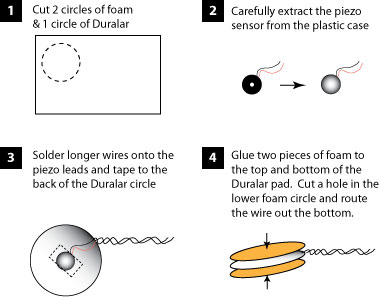 1
Cut 2 circles of foam
& 1 circle of Duralar
2
Carefully extract the piezo
sensor from the plastic case
3
Solder longer wires onto the
piezo leads and tape to the
back of the Duralar circle
4
Glue two pieces of foam to
the top and bottom of the
Duralar pad.  Cut a hole in the
lower foam circle and route
the wire out the bottom.